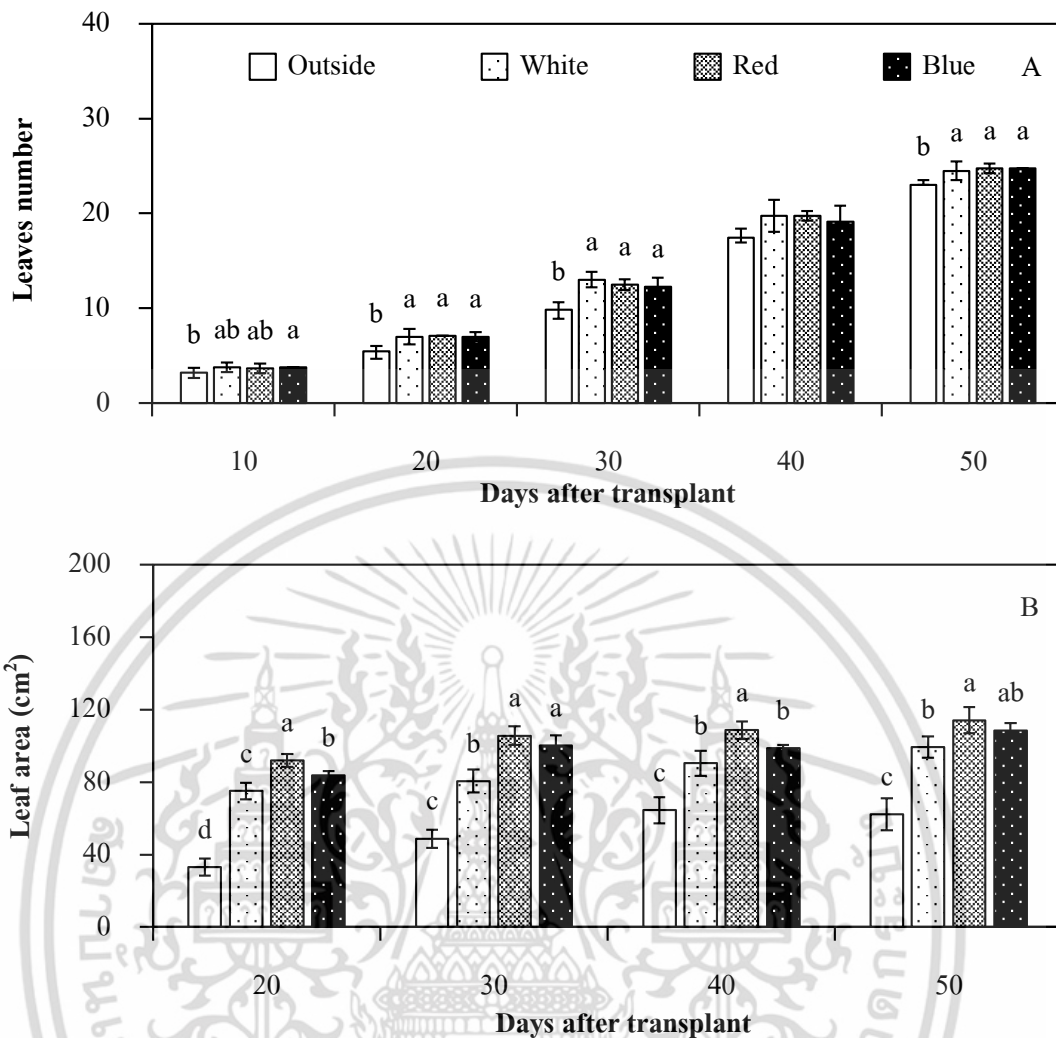 40
Outside White Red Blue A
30
b a a a
a a a
20
b
b a a a
10
b ab ab a
0
Leaves number
10 20 30 40 50
Days after transplant
200
B
160
120
a a a a ab
b b b
80
c b b
c c
40
d c
0
Leaf area (cm²)
20 30 40 50
Days after transplant